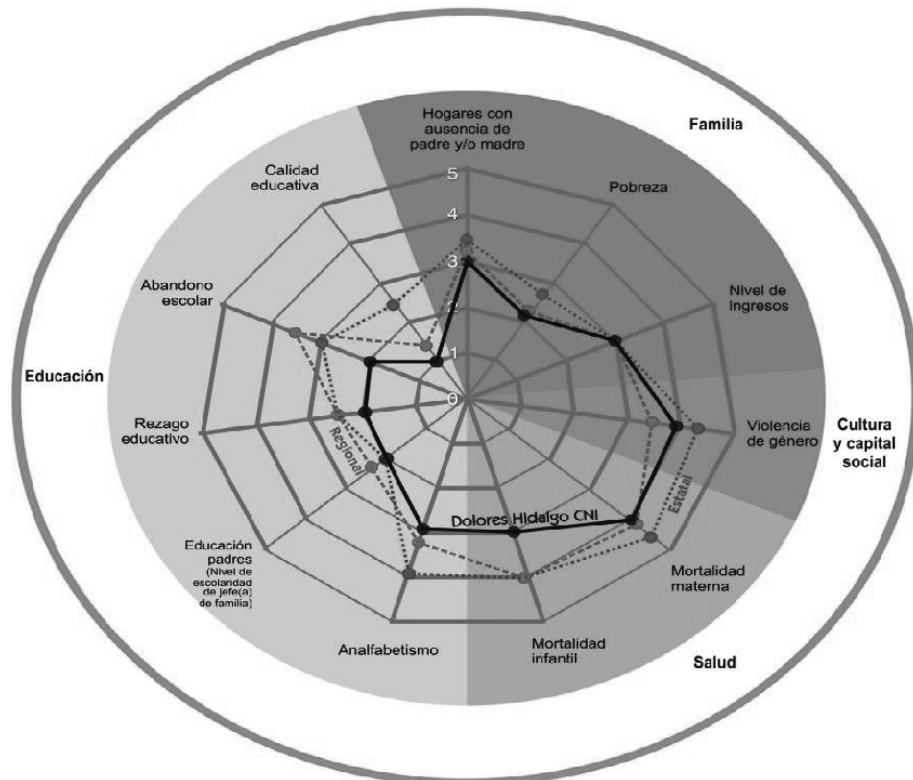 Hogares con
ausencia de
padre y/o madre
Familia
Calidad
educativa
Pobreza
5
4
3
2
1
0
Abandono
escolar
Nivel de
ingresos
Educación
Rezago
educativo
Regional
Violencia
de género
Cultura
y capital
social
Estatal
Dolores Hidalgo CNI
Educación
padres
(Nivel de
escolaridad
de jefe(a)
de familia)
Mortalidad
materna
Analfabetismo
Mortalidad
infantil
Salud